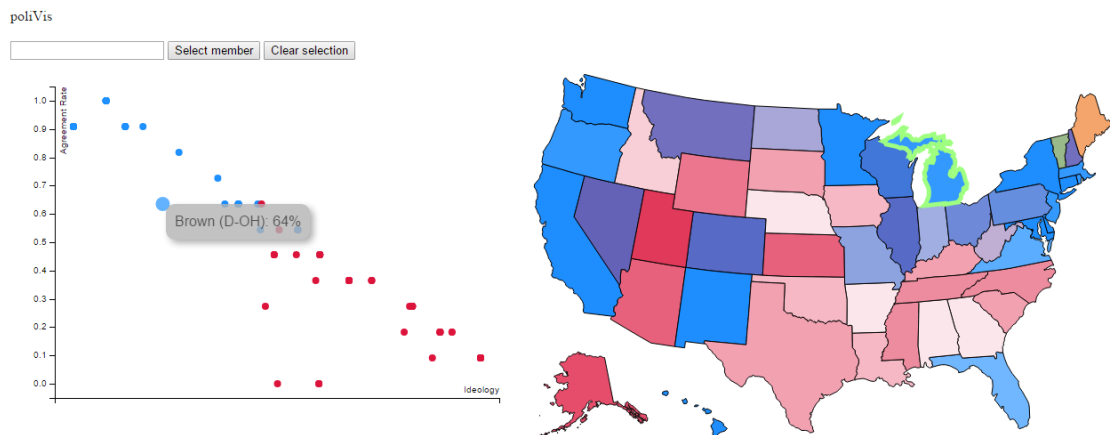 poliVis
Select member Clear selection
Agreement Rate
1.0
0.9
0.8
0.7
0.6
0.5
0.4
0.3
0.2
0.1
0.0
Brown (D-OH): 64%
Ideology